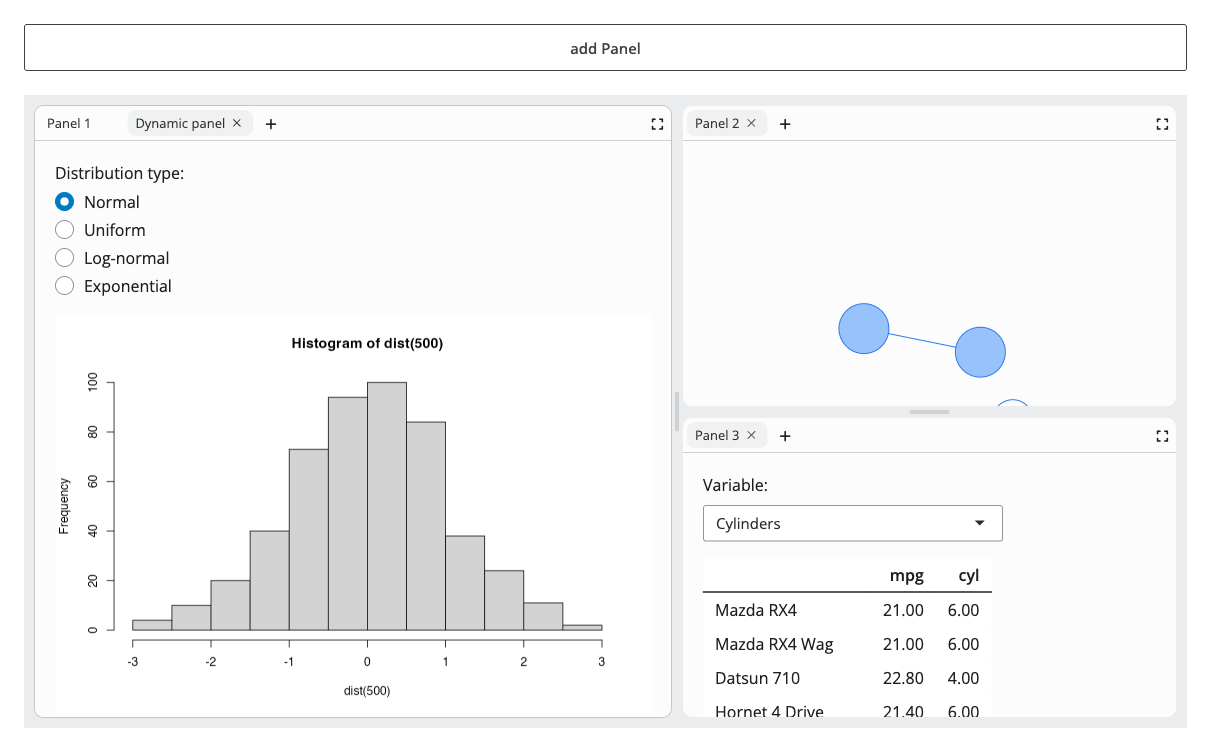 add Panel
Panel 1 Dynamic panel × +
Distribution type:
Normal
Uniform
Log-normal
Exponential
Histogram of dist(500)
Frequency
100
80
60
40
20
0
-3 -2 -1 0 1 2 3
dist(500)
Panel 2 × +
Panel 3 × +
Variable:
Cylinders
mpg cyl
Mazda RX4 21.00 6.00
Mazda RX4 Wag 21.00 6.00
Datsun 710 22.80 4.00
Hornet 4 Drive 21.40 6.00